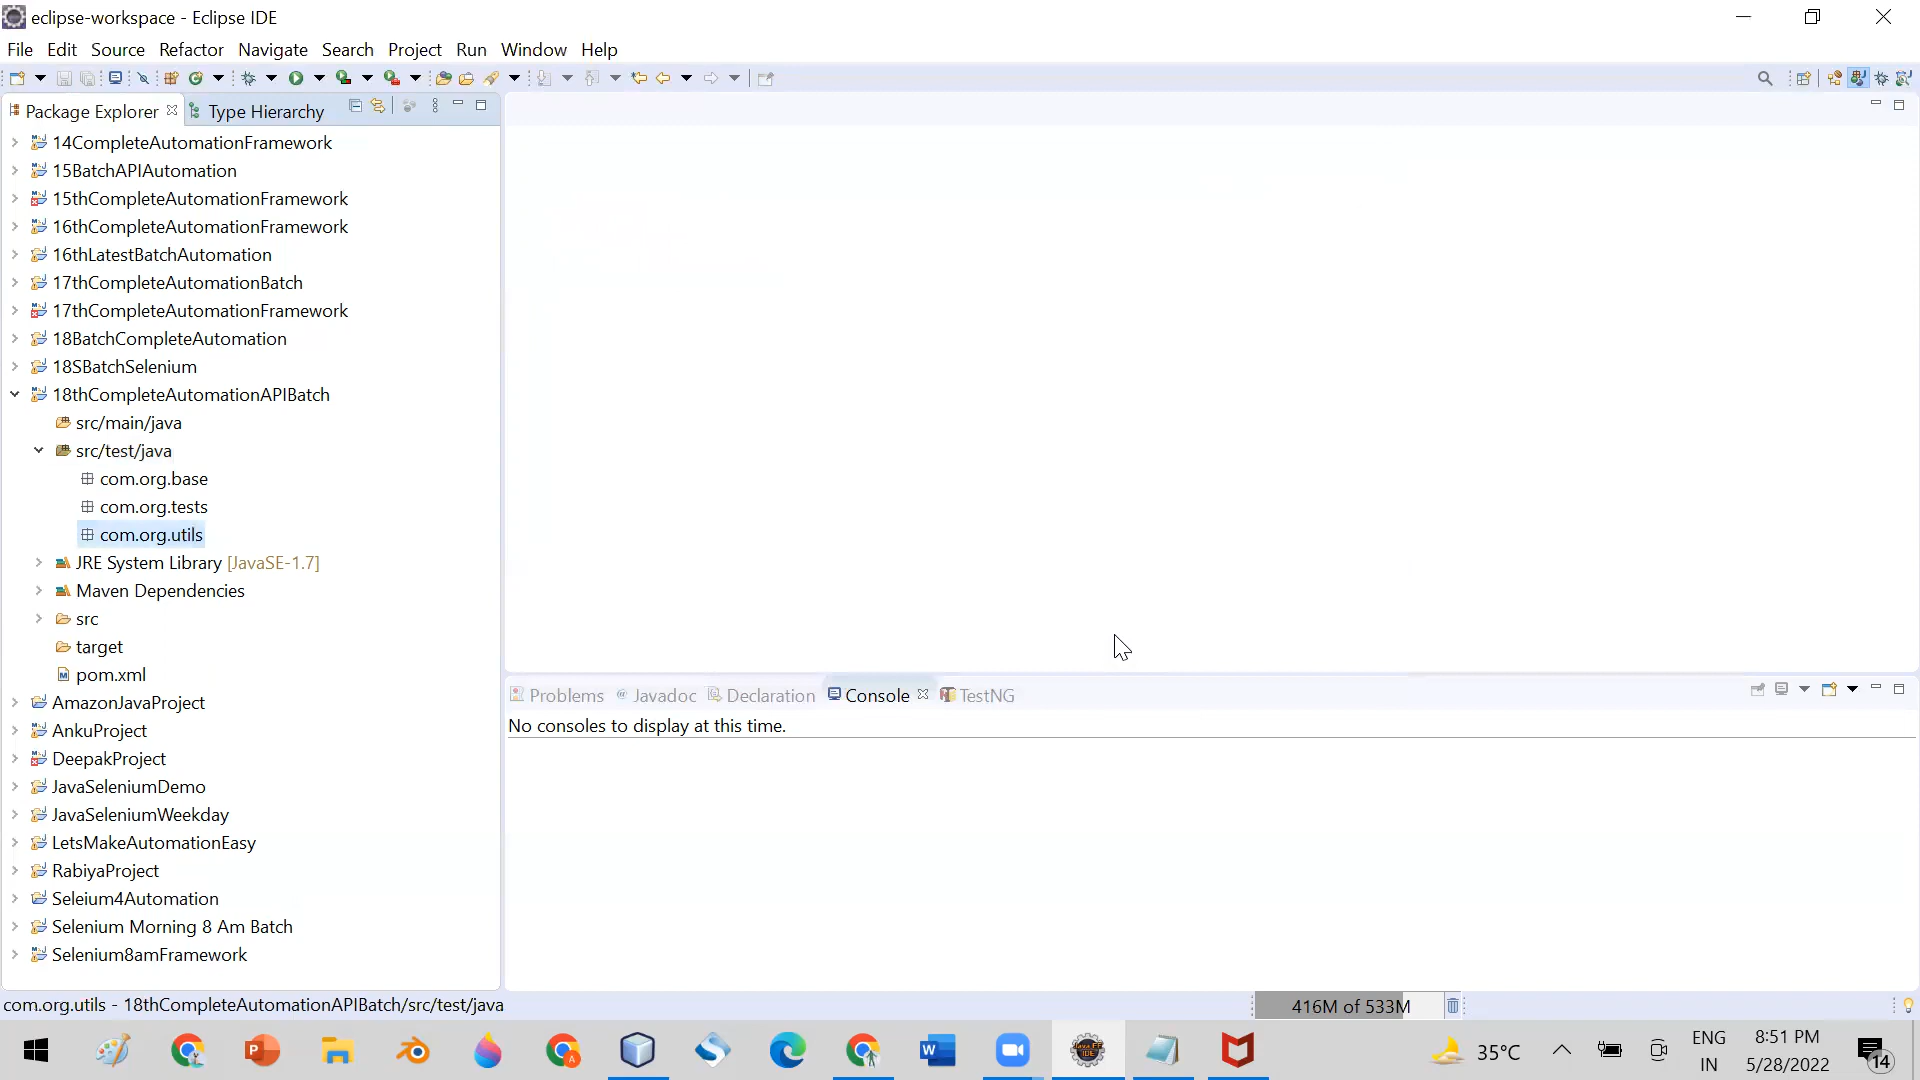 eclipse-workspace - Eclipse IDE
File Edit Source Refactor Navigate Search Project Run Window Help
Package Explorer Type Hierarchy
14CompleteAutomationFramework
15BatchAPIAutomation
15thCompleteAutomationFramework
16thCompleteAutomationFramework
16thLatestBatchAutomation
17thCompleteAutomationBatch
17thCompleteAutomationFramework
18BatchCompleteAutomation
18SBatchSelenium
18thCompleteAutomationAPIBatch
src/main/java
src/test/java
com.org.base
com.org.tests
com.org.utils
JRE System Library [JavaSE-1.7]
Maven Dependencies
src
target
pom.xml
AmazonJavaProject
AnkuProject
DeepakProject
JavaSeleniumDemo
JavaSeleniumWeekday
LetsMakeAutomationEasy
RabiyaProject
Seleium4Automation
Selenium Morning 8 Am Batch
Selenium8amFramework
Problems Javadoc Declaration Console TestNG
No consoles to display at this time.
com.org.utils - 18thCompleteAutomationAPIBatch/src/test/java
416M of 533M
35°C
ENG
IN
8:51 PM
5/28/2022
14